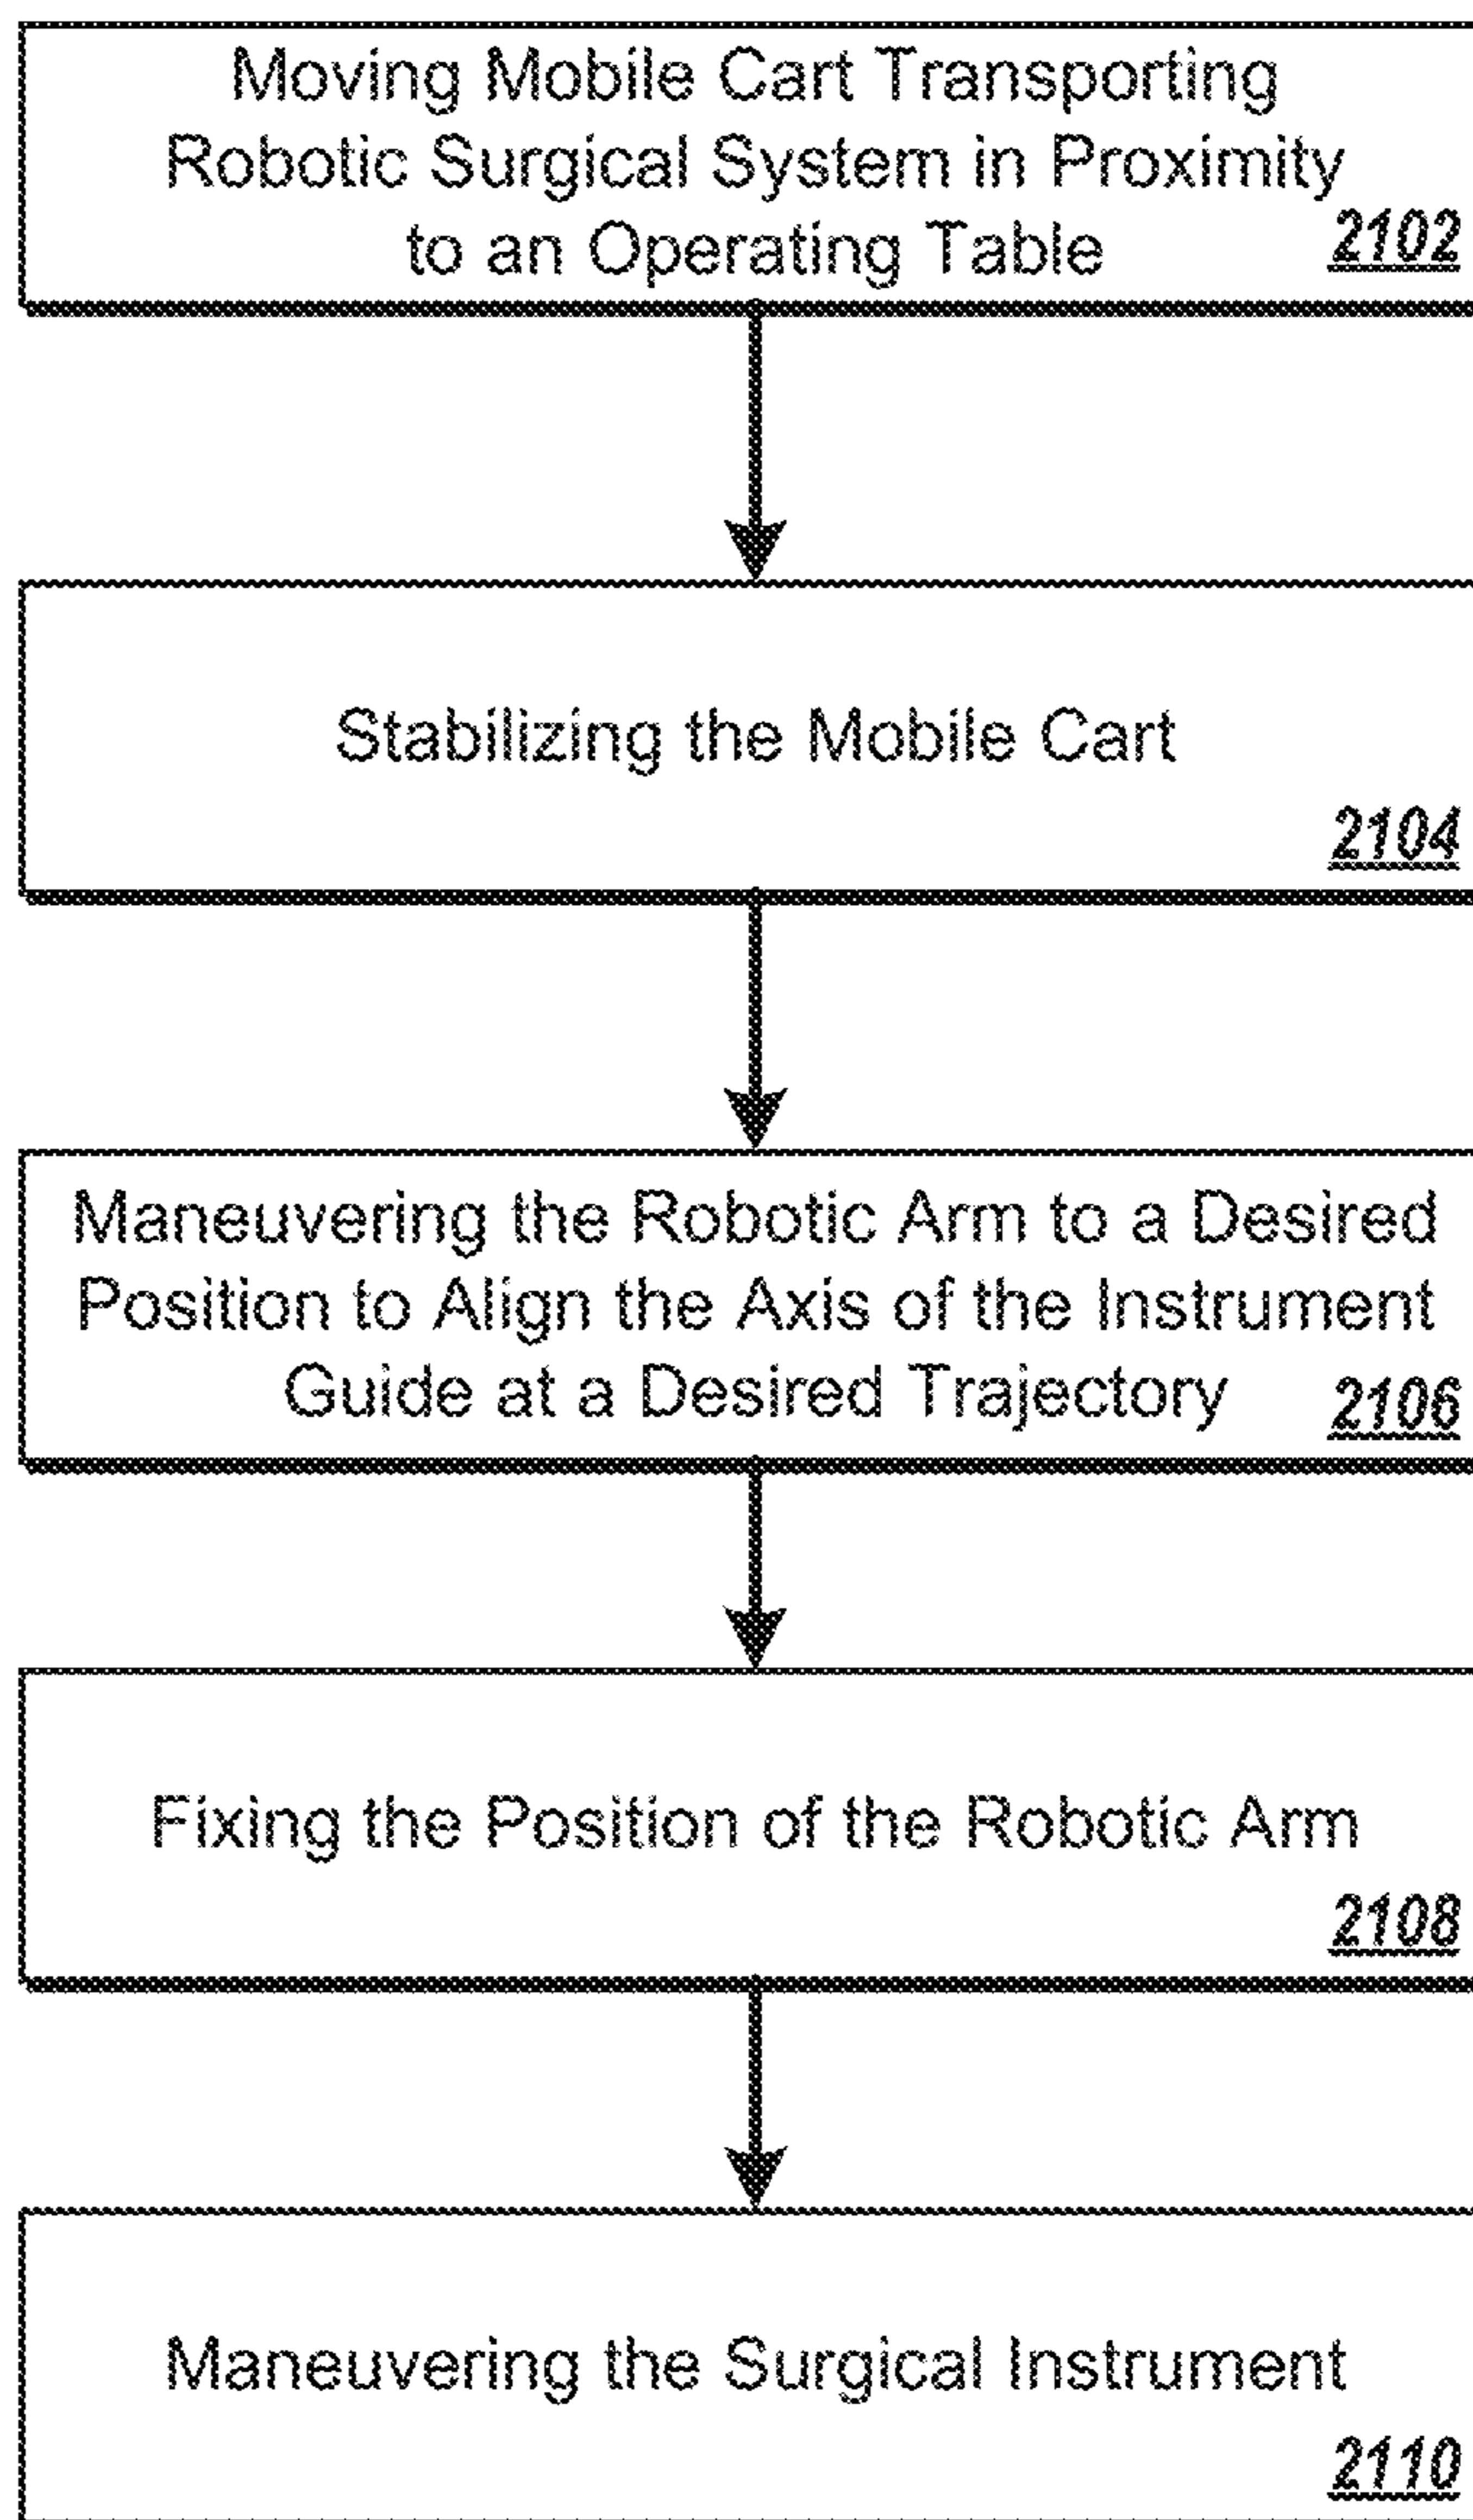 Moving Mobile Cart Transporting
Robotic Surgical System in Proximity
to an Operating Table 2102
Stabilizing the Mobile Cart
2104
Maneuvering the Robotic Arm to a Desired
Position to Align the Axis of the Instrument
Guide at a Desired Trajectory 2106
Fixing the Position of the Robotic Arm
2108
Maneuvering the Surgical Instrument
2110